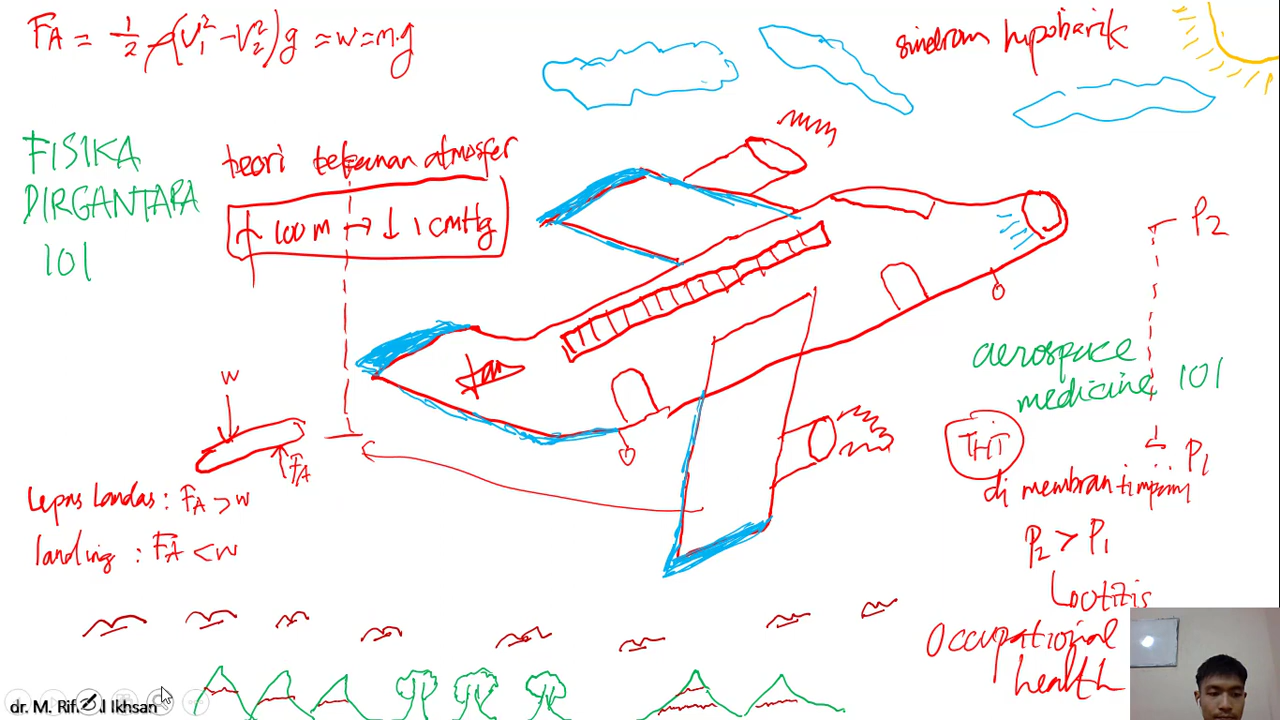 FA = 1/2 ρ(V₁² - V₂²)g = w = m.g
sindrom hipobarik
FISIKA
DIRGANTARA
101
teori tekanan atmosfer
↑ 100 m → ↓ 1 cmHg
P2
aerospace
medicine 101
W
FA
THT
P1
di membran timpani
lepas landas : FA > w
landing : FA < w
P2 > P1
↳ otitis
Occupational
health
dr. M. Rif
l Ikhsan